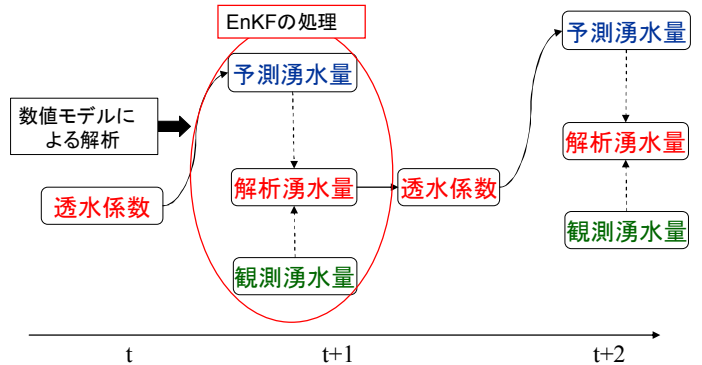 EnKFの処理
予測湧水量
予測湧水量
数値モデルに
よる解析
解析湧水量
解析湧水量
透水係数
透水係数
観測湧水量
観測湧水量
t
t+1
t+2